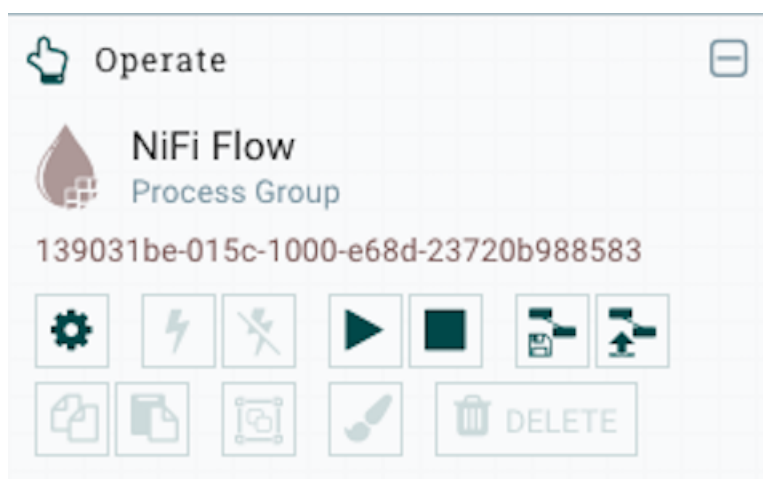 Operate
NiFi Flow
Process Group
139031be-015c-1000-e68d-23720b988583
DELETE